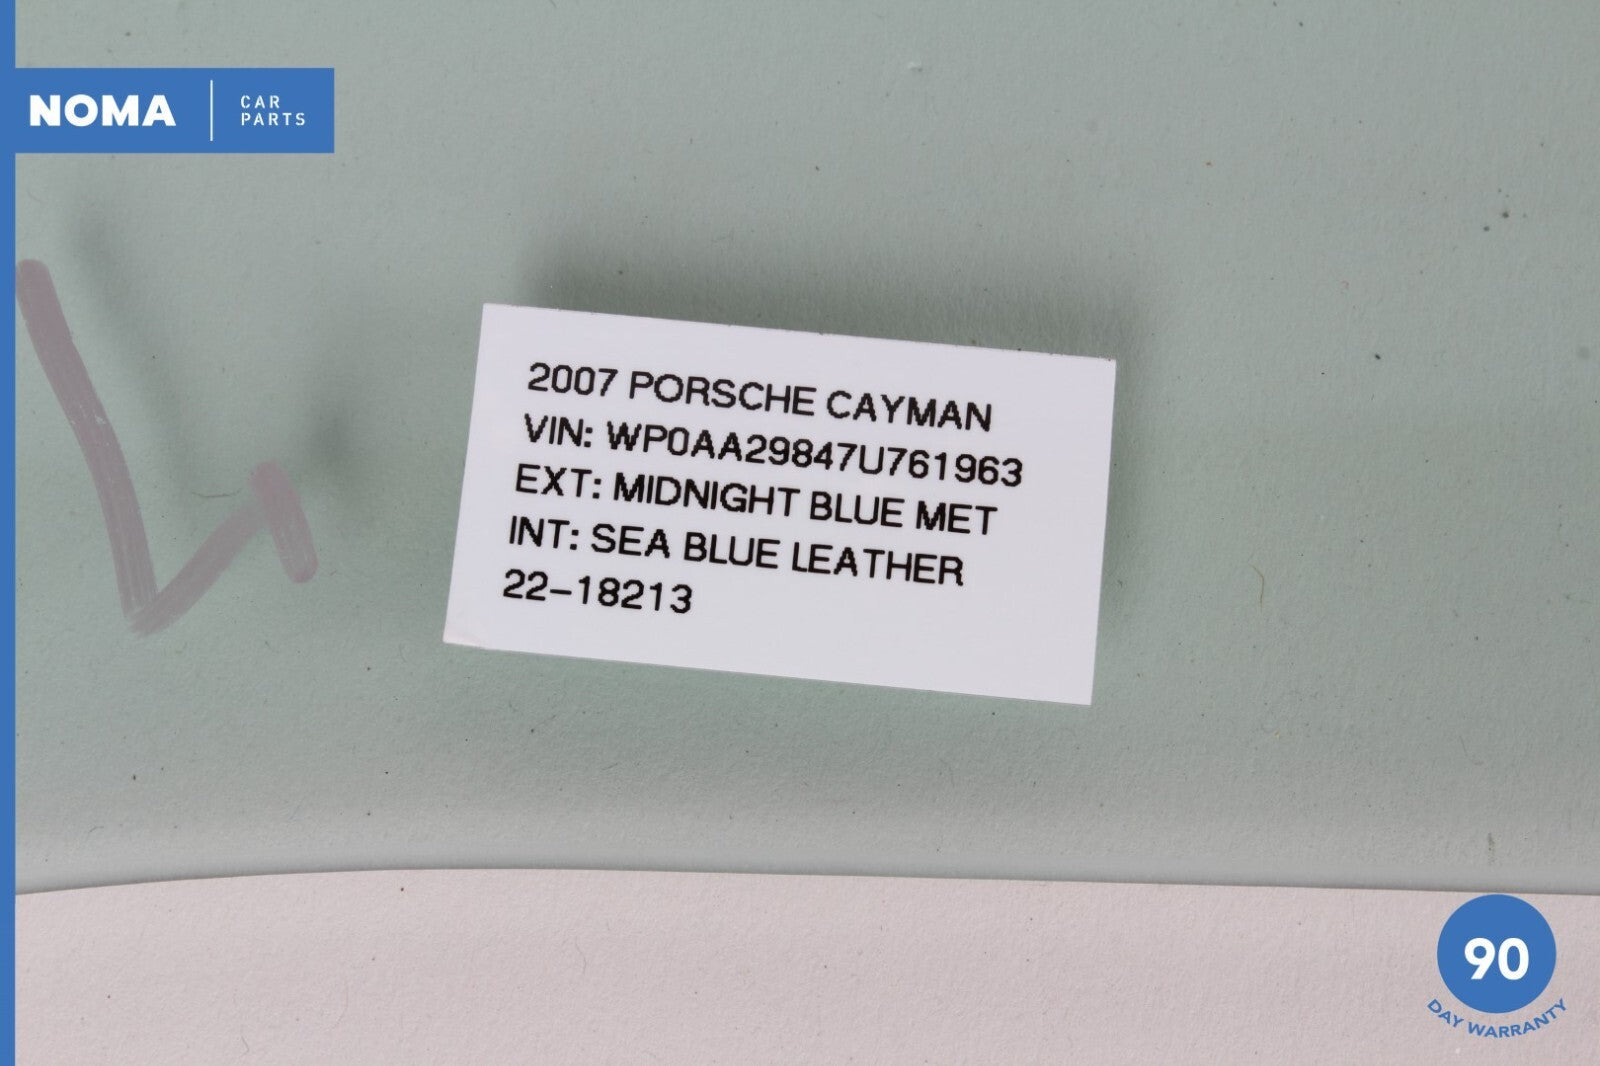 NOMA
CAR
PARTS
2007 PORSCHE CAYMAN
VIN: WP0AA29847U761963
EXT: MIDNIGHT BLUE MET
INT: SEA BLUE LEATHER
22-18213
90
DAY WARRANTY